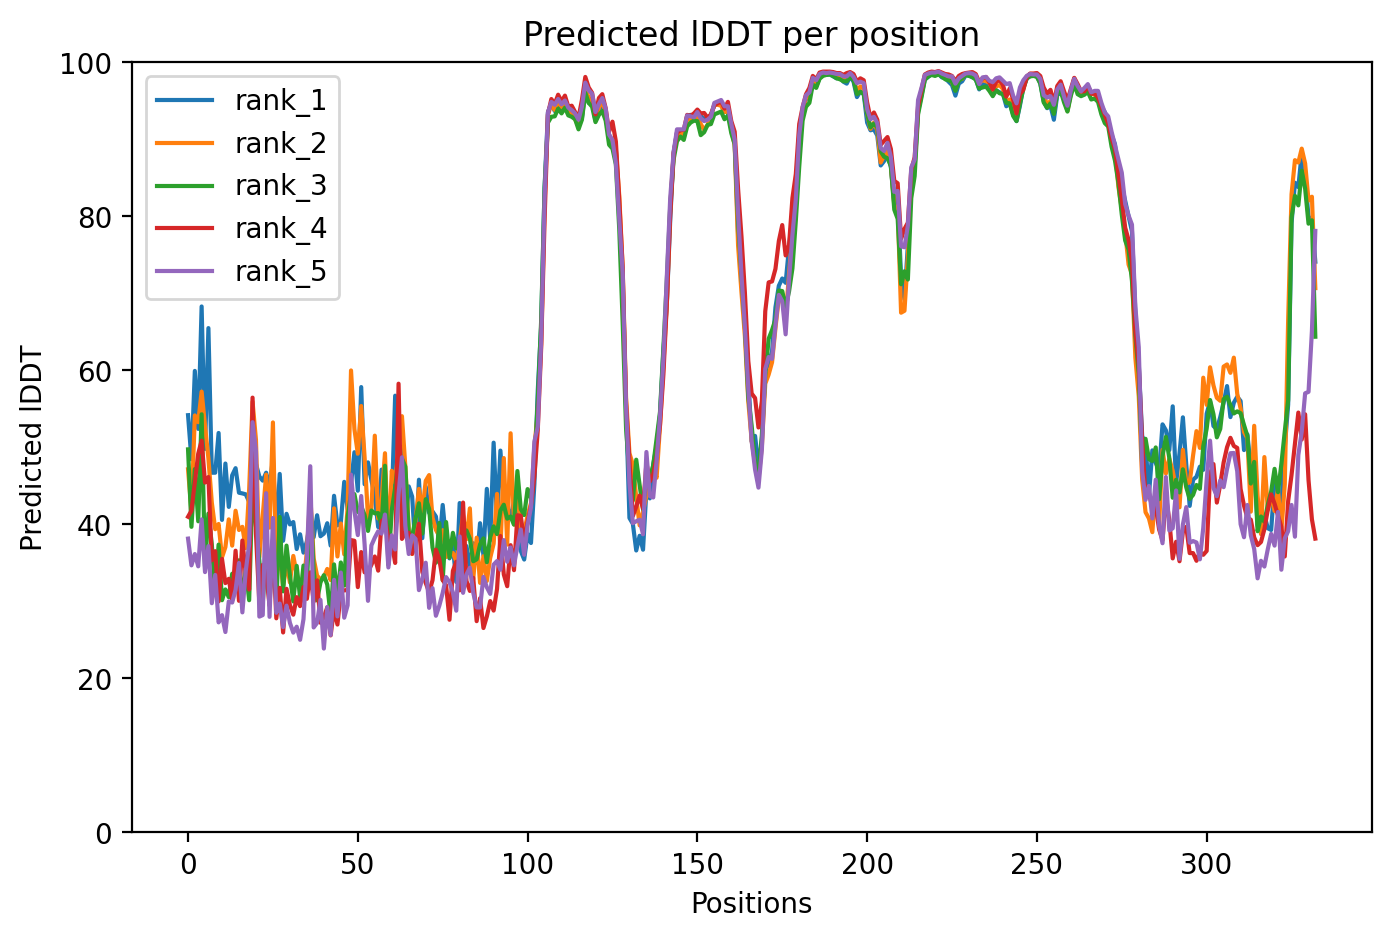 Predicted lDDT per position
100
80
60
40
20
0
Predicted lDDT
rank_1
rank_2
rank_3
rank_4
rank_5
0 50 100 150 200 250 300
Positions